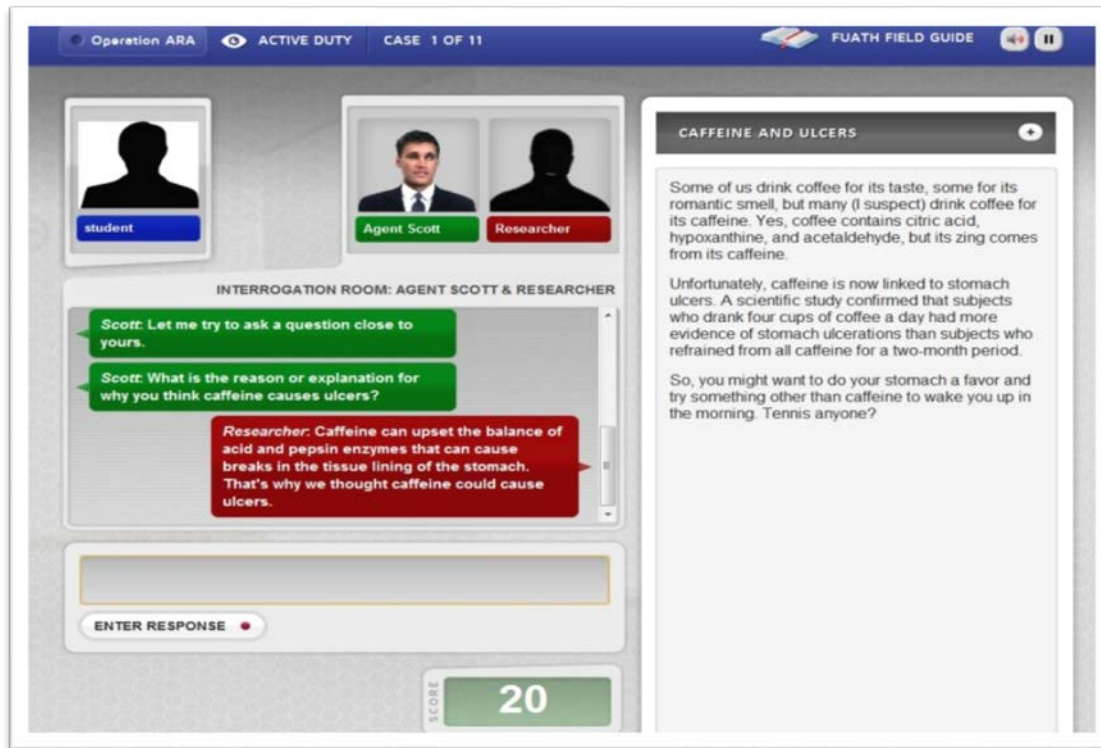 Operation ARA ACTIVE DUTY CASE 1 OF 11 FUATH FIELD GUIDE
student
Agent Scott Researcher
INTERROGATION ROOM: AGENT SCOTT & RESEARCHER
Scott: Let me try to ask a question close to
yours.
Scott: What is the reason or explanation for
why you think caffeine causes ulcers?
Researcher: Caffeine can upset the balance of
acid and pepsin enzymes that can cause
breaks in the tissue lining of the stomach.
That's why we thought caffeine could cause
ulcers.
ENTER RESPONSE
SCORE
20
CAFFEINE AND ULCERS
Some of us drink coffee for its taste, some for its
romantic smell, but many (I suspect) drink coffee for
its caffeine. Yes, coffee contains citric acid,
hypoxanthine, and acetaldehyde, but its zing comes
from its caffeine.
Unfortunately, caffeine is now linked to stomach
ulcers. A scientific study confirmed that subjects
who drank four cups of coffee a day had more
evidence of stomach ulcerations than subjects who
refrained from all caffeine for a two-month period.
So, you might want to do your stomach a favor and
try something other than caffeine to wake you up in
the morning. Tennis anyone?